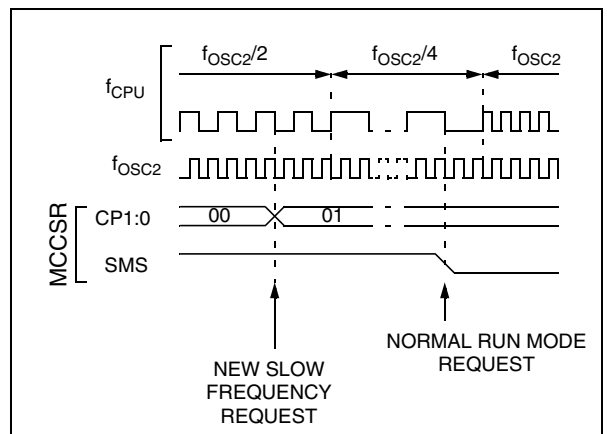 fOSC2/2 fOSC2/4 fOSC2
fCPU
fOSC2
MCCSR
CP1:0 00 01
SMS
NEW SLOW
FREQUENCY
REQUEST
NORMAL RUN MODE
REQUEST